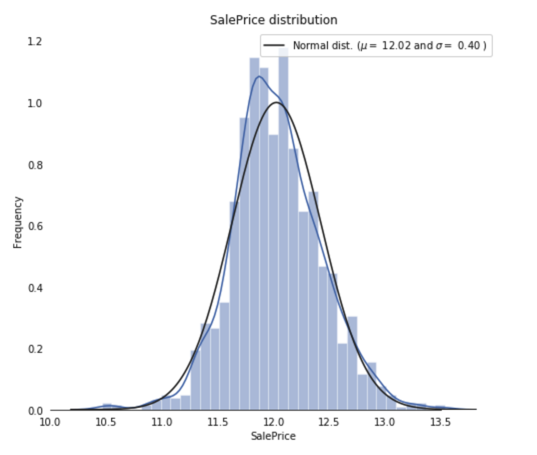 SalePrice distribution
Normal dist. (μ = 12.02 and σ = 0.40 )
1.2
1.0
0.8
0.6
0.4
0.2
0.0
Frequency
10.0 10.5 11.0 11.5 12.0 12.5 13.0 13.5
SalePrice